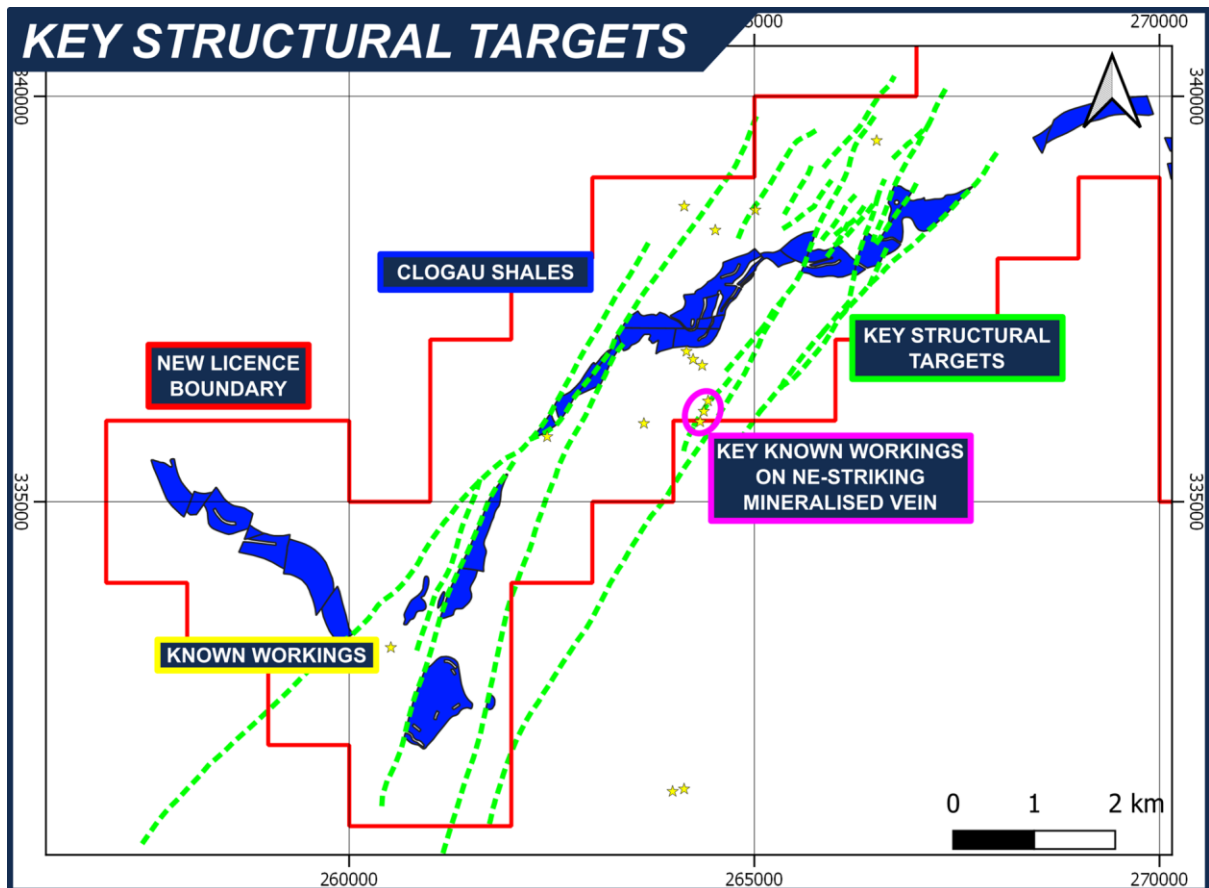 KEY STRUCTURAL TARGETS
5000
270000
340000
340000
CLOGAU SHALES
NEW LICENCE
BOUNDARY
KEY STRUCTURAL
TARGETS
KEY KNOWN WORKINGS
ON NE-STRIKING
MINERALISED VEIN
335000
335000
KNOWN WORKINGS
0 1 2 km
260000
265000
270000